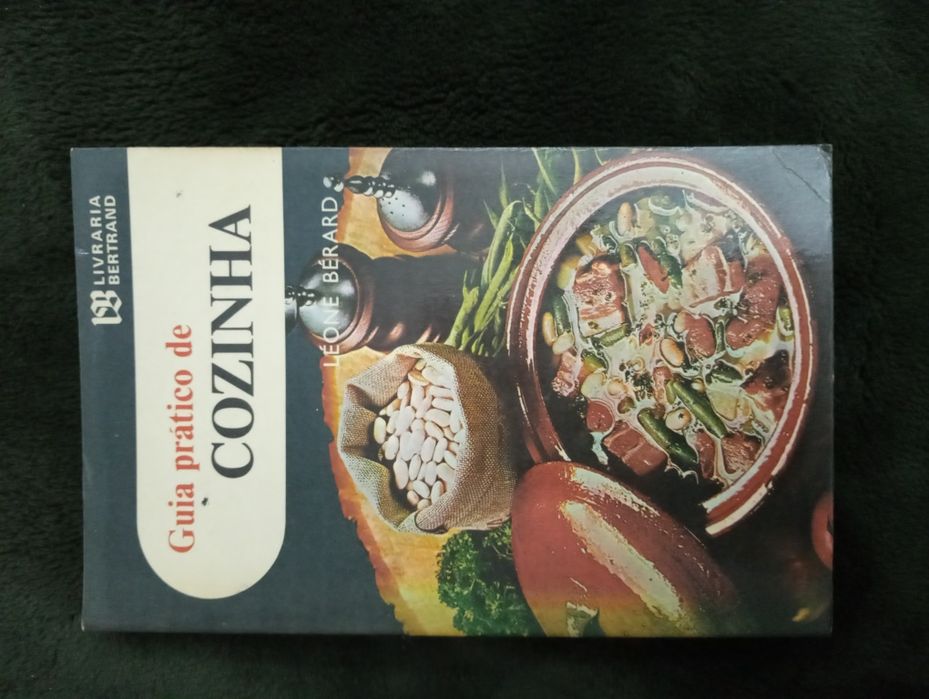 LIVRARIA
BERTRAND
Guia prático de
COZINHA
LÉONE BÉRARD